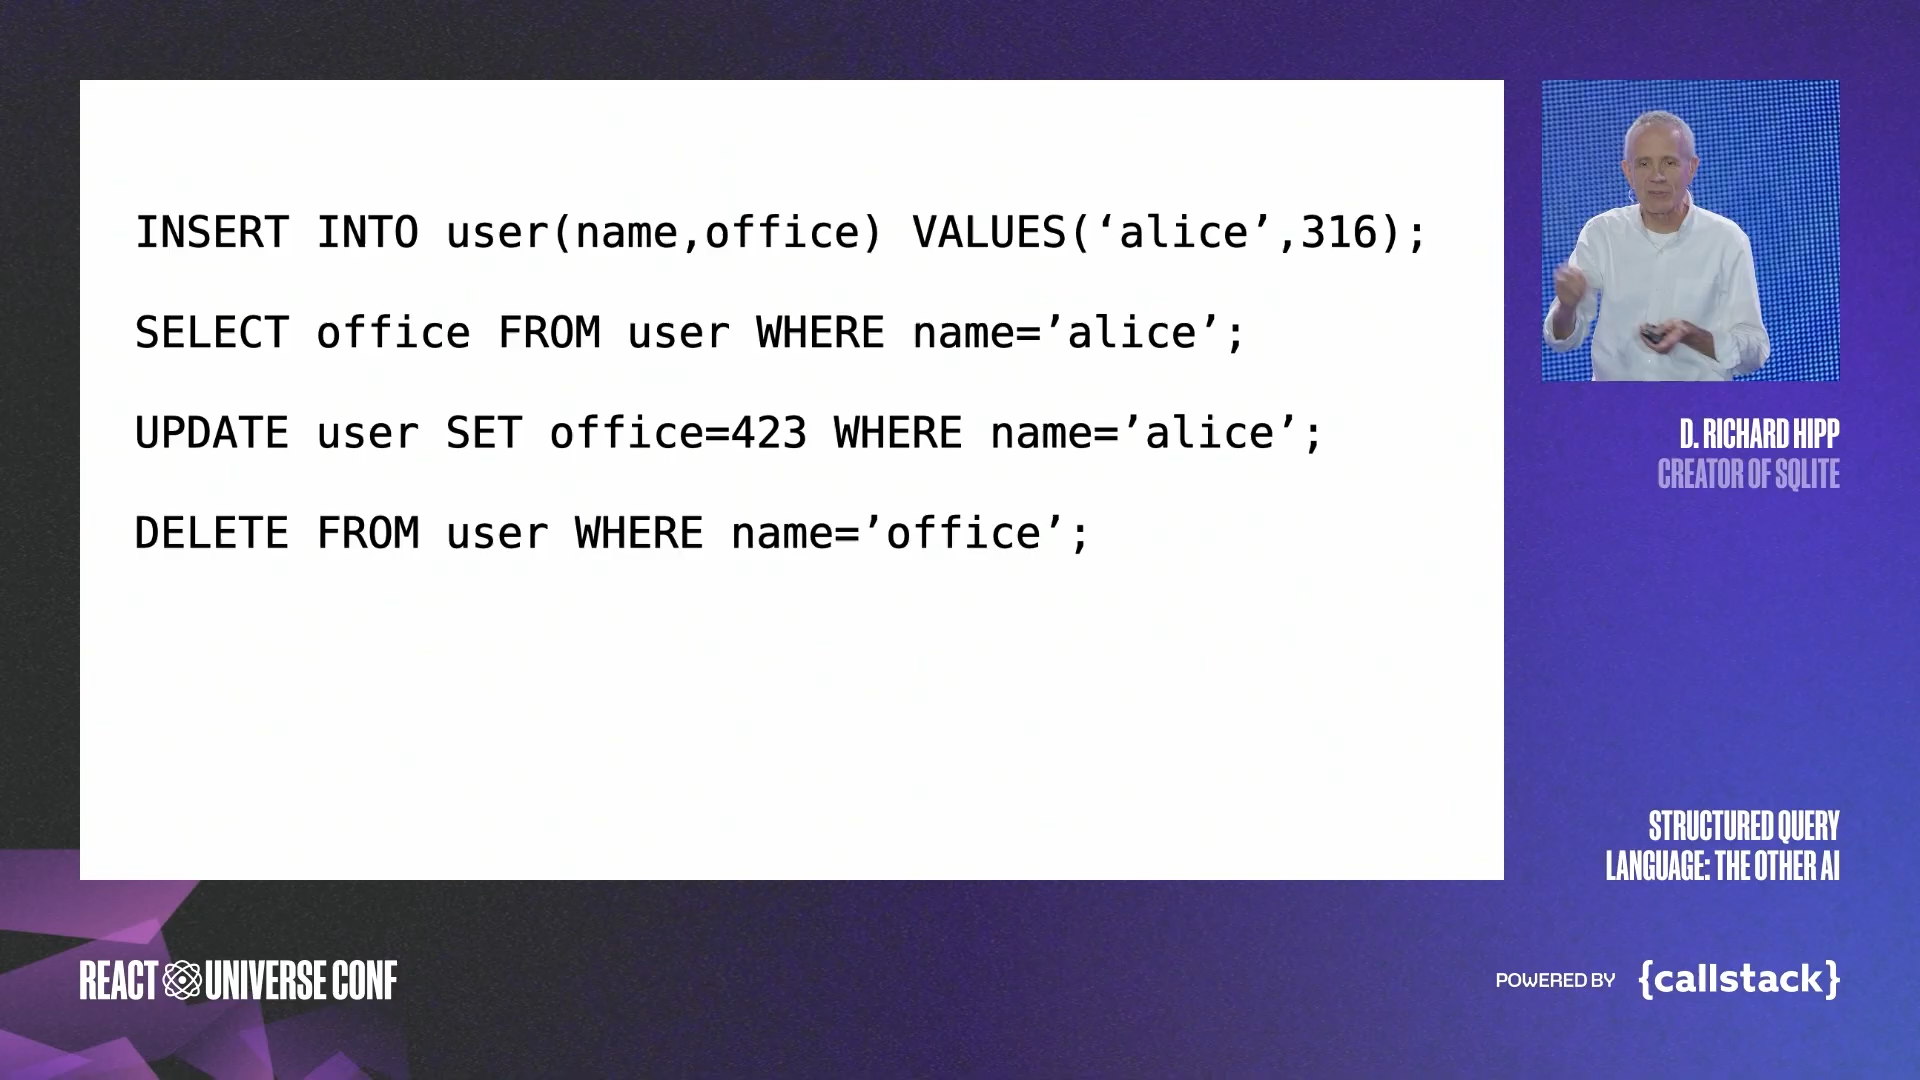 INSERT INTO user(name,office) VALUES(‘alice’,316);
SELECT office FROM user WHERE name=’alice’;
UPDATE user SET office=423 WHERE name=’alice’;
DELETE FROM user WHERE name=’office’;
D. RICHARD HIPP
CREATOR OF SQLITE
STRUCTURED QUERY
LANGUAGE: THE OTHER AI
REACT UNIVERSE CONF
POWERED BY {callstack}